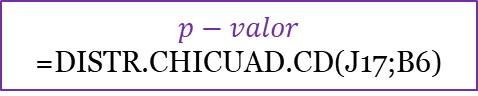 p − valor
=DISTR.CHICUAD.CD(J17;B6)